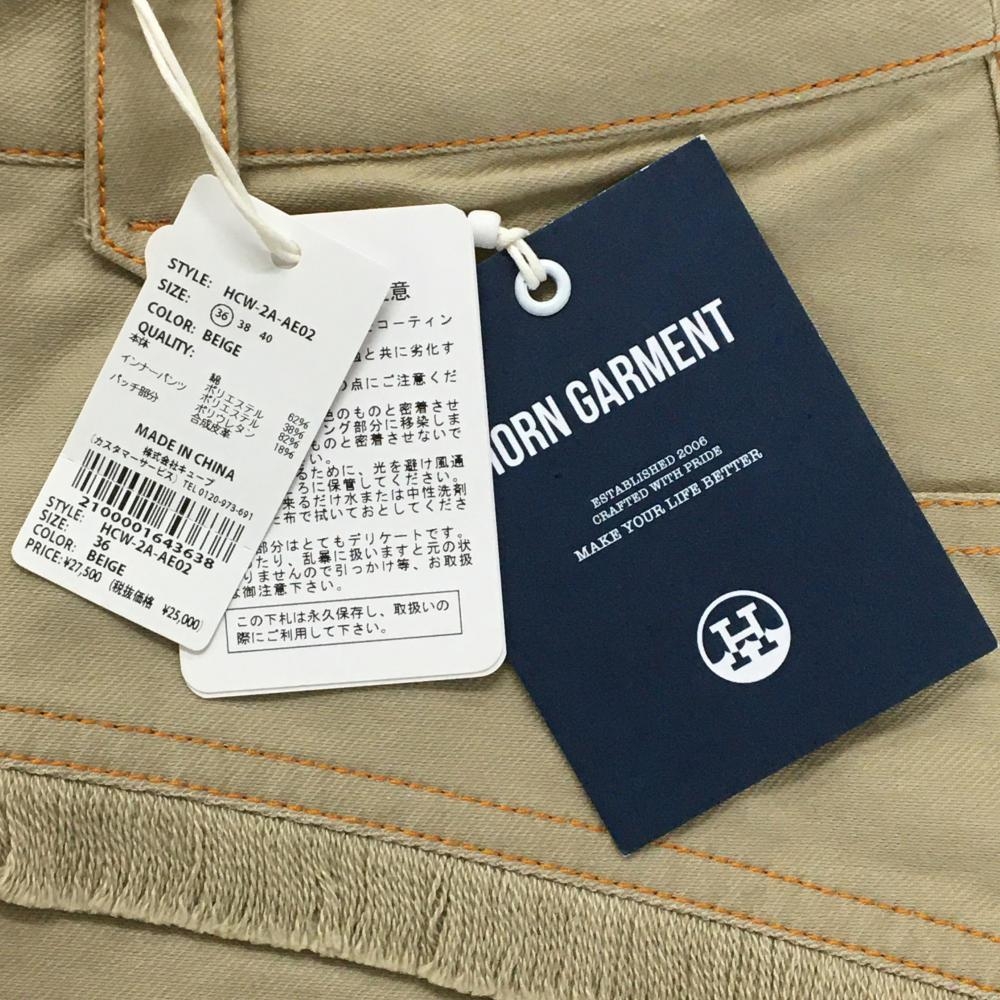 STYLE: HCW-2A-AE02
SIZE: 36 38 40
COLOR: BEIGE
QUALITY:
本体 綿 62%
ポリエステル 38%
インナーパンツ ポリエステル 82%
ポリウレタン 18%
パッチ部分 合成皮革
MADE IN CHINA
株式会社チューブ
(カスタマーサービス) TEL 0120-973-691
2100001643638
STYLE: HCW-2A-AE02
SIZE: 36
COLOR: BEIGE
PRICE: ¥27,500 (税抜価格 ¥25,000)
意
コーティン
と共に劣化す
の点にご注意くだ
色のものと密着させ
ング部分に移染しま
ものと密着させないで
い。
るために、光を避け風通
ろに保管してください。
来るだけ水または中性洗剤
布で拭いておとしてくださ
部分はとてもデリケートです。
たり、乱暴に扱いますと元の状
りませんので引っかけ等、お取扱
御注意下さい。
この下札は永久保存し、取扱いの
際にご利用して下さい。
HORN GARMENT
ESTABLISHED 2006
CRAFTED WITH PRIDE
MAKE YOUR LIFE BETTER
H